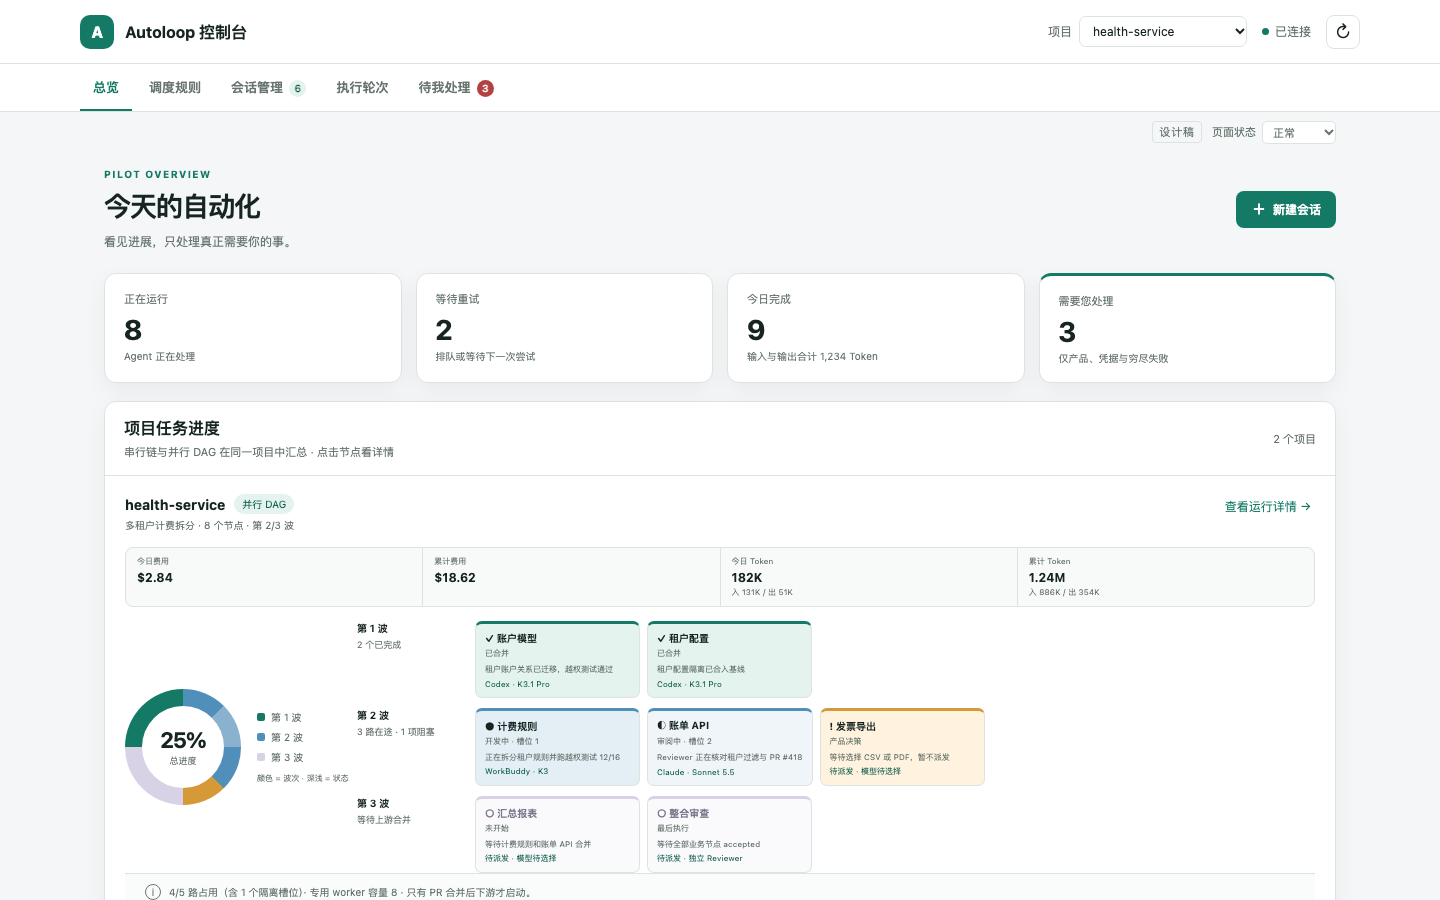 A Autoloop 控制台
项目 health-service 已连接
总览 调度规则 会话管理 6 执行轮次 待我处理 3
设计稿 页面状态 正常
PILOT OVERVIEW
今天的自动化
看见进展，只处理真正需要你的事。
+ 新建会话
正在运行
8
Agent 正在处理
等待重试
2
排队或等待下一次尝试
今日完成
9
输入与输出合计 1,234 Token
需要您处理
3
仅产品、凭据与穷尽失败
项目任务进度
串行链与并行 DAG 在同一项目中汇总 · 点击节点看详情
2 个项目
health-service 并行 DAG
多租户计费拆分 · 8 个节点 · 第 2/3 波
查看运行详情 →
今日费用
$2.84
累计费用
$18.62
今日 Token
182K
入 131K / 出 51K
累计 Token
1.24M
入 886K / 出 354K
25%
总进度
第 1 波
第 2 波
第 3 波
颜色 = 波次 · 深浅 = 状态
第 1 波
2 个已完成
✓ 账户模型
已合并
租户账户关系已迁移，越权测试通过
Codex · K3.1 Pro
✓ 租户配置
已合并
租户配置隔离已合入基线
Codex · K3.1 Pro
第 2 波
3 路在途 · 1 项阻塞
● 计费规则
开发中 · 槽位 1
正在拆分租户规则并跑越权测试 12/16
WorkBuddy · K3
◐ 账单 API
审阅中 · 槽位 2
Reviewer 正在核对租户过滤与 PR #418
Claude · Sonnet 5.5
! 发票导出
产品决策
等待选择 CSV 或 PDF，暂不派发
待派发 · 模型待选择
第 3 波
等待上游合并
○ 汇总报表
未开始
等待计费规则和账单 API 合并
待派发 · 模型待选择
○ 整合审查
最后执行
等待全部业务节点 accepted
待派发 · 独立 Reviewer
4/5 路占用（含 1 个隔离槽位）· 专用 worker 容量 8 · 只有 PR 合并后下游才启动。